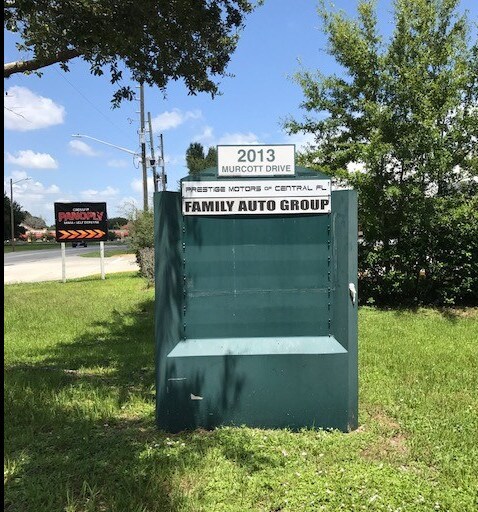 2013
MURCOTT DRIVE
PRESTIGE MOTORS OF CENTRAL FL
FAMILY AUTO GROUP
PANOPLY